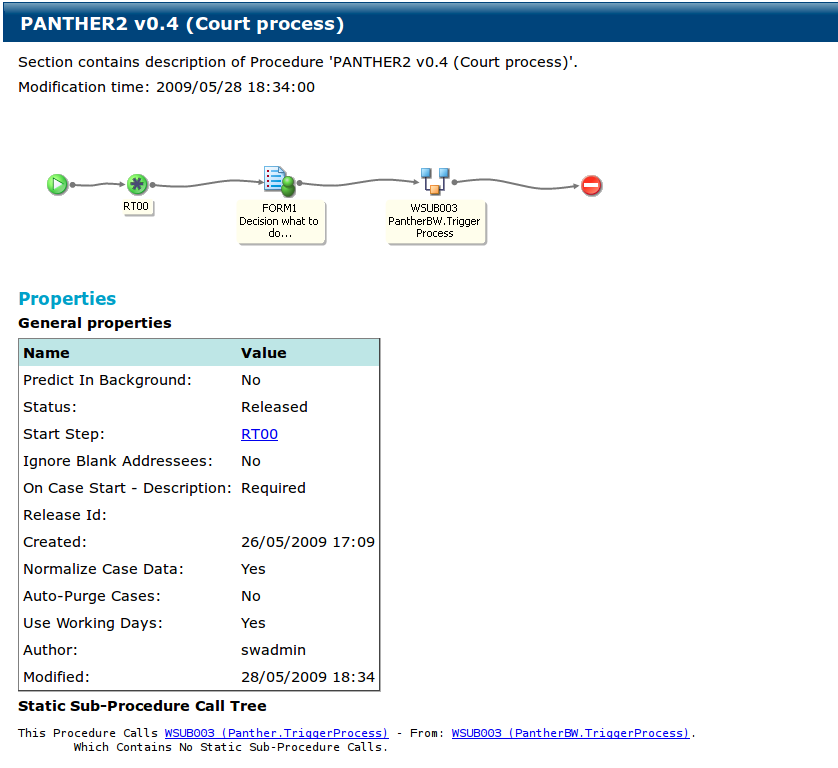 PANTHER2 v0.4 (Court process)
Section contains description of Procedure 'PANTHER2 v0.4 (Court process)'.
Modification time: 2009/05/28 18:34:00
RT00
FORM1
Decision what to
do...
WSUB003
PantherBW.Trigger
Process
Properties
General properties
Name Value
Predict In Background: No
Status: Released
Start Step: RT00
Ignore Blank Addressees: No
On Case Start - Description: Required
Release Id:
Created: 26/05/2009 17:09
Normalize Case Data: Yes
Auto-Purge Cases: No
Use Working Days: Yes
Author: swadmin
Modified: 28/05/2009 18:34
Static Sub-Procedure Call Tree
This Procedure Calls WSUB003 (Panther.TriggerProcess) - From: WSUB003 (PantherBW.TriggerProcess).
Which Contains No Static Sub-Procedure Calls.